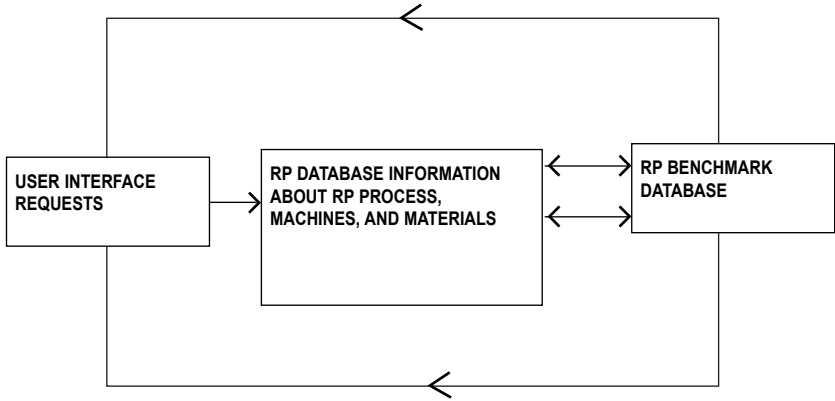 USER INTERFACE
REQUESTS
RP DATABASE INFORMATION
ABOUT RP PROCESS,
MACHINES, AND MATERIALS
RP BENCHMARK
DATABASE